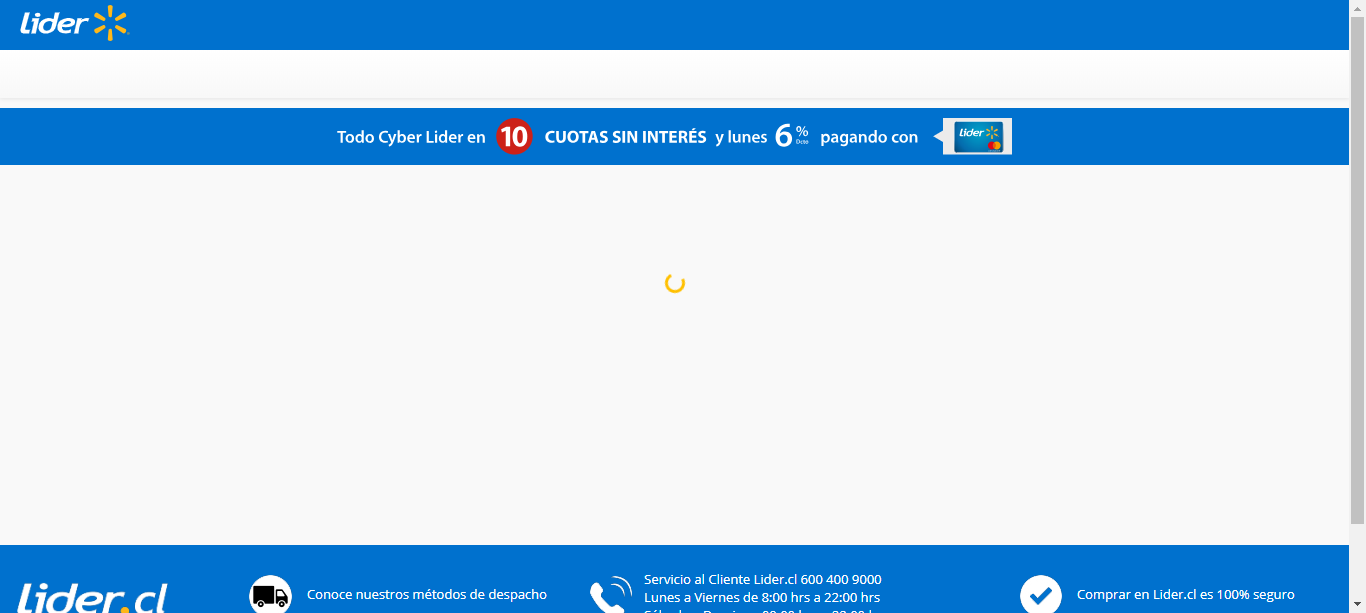 Lider
Todo Cyber Lider en 10 CUOTAS SIN INTERÉS y lunes 6% Dcto pagando con
Lider
Lider.cl
Conoce nuestros métodos de despacho
Servicio al Cliente Lider.cl 600 400 9000
Lunes a Viernes de 8:00 hrs a 22:00 hrs
Comprar en Lider.cl es 100% seguro